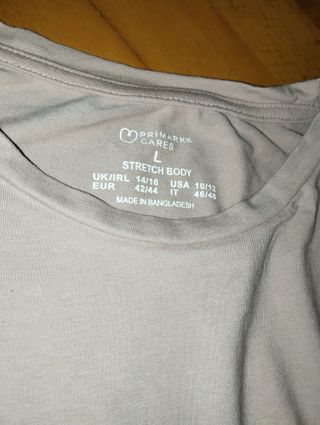 PRIMARK
CARES
L
STRETCH BODY
UK/IRL 14/16 USA 10/12
EUR 42/44 IT 46/48
MADE IN BANGLADESH